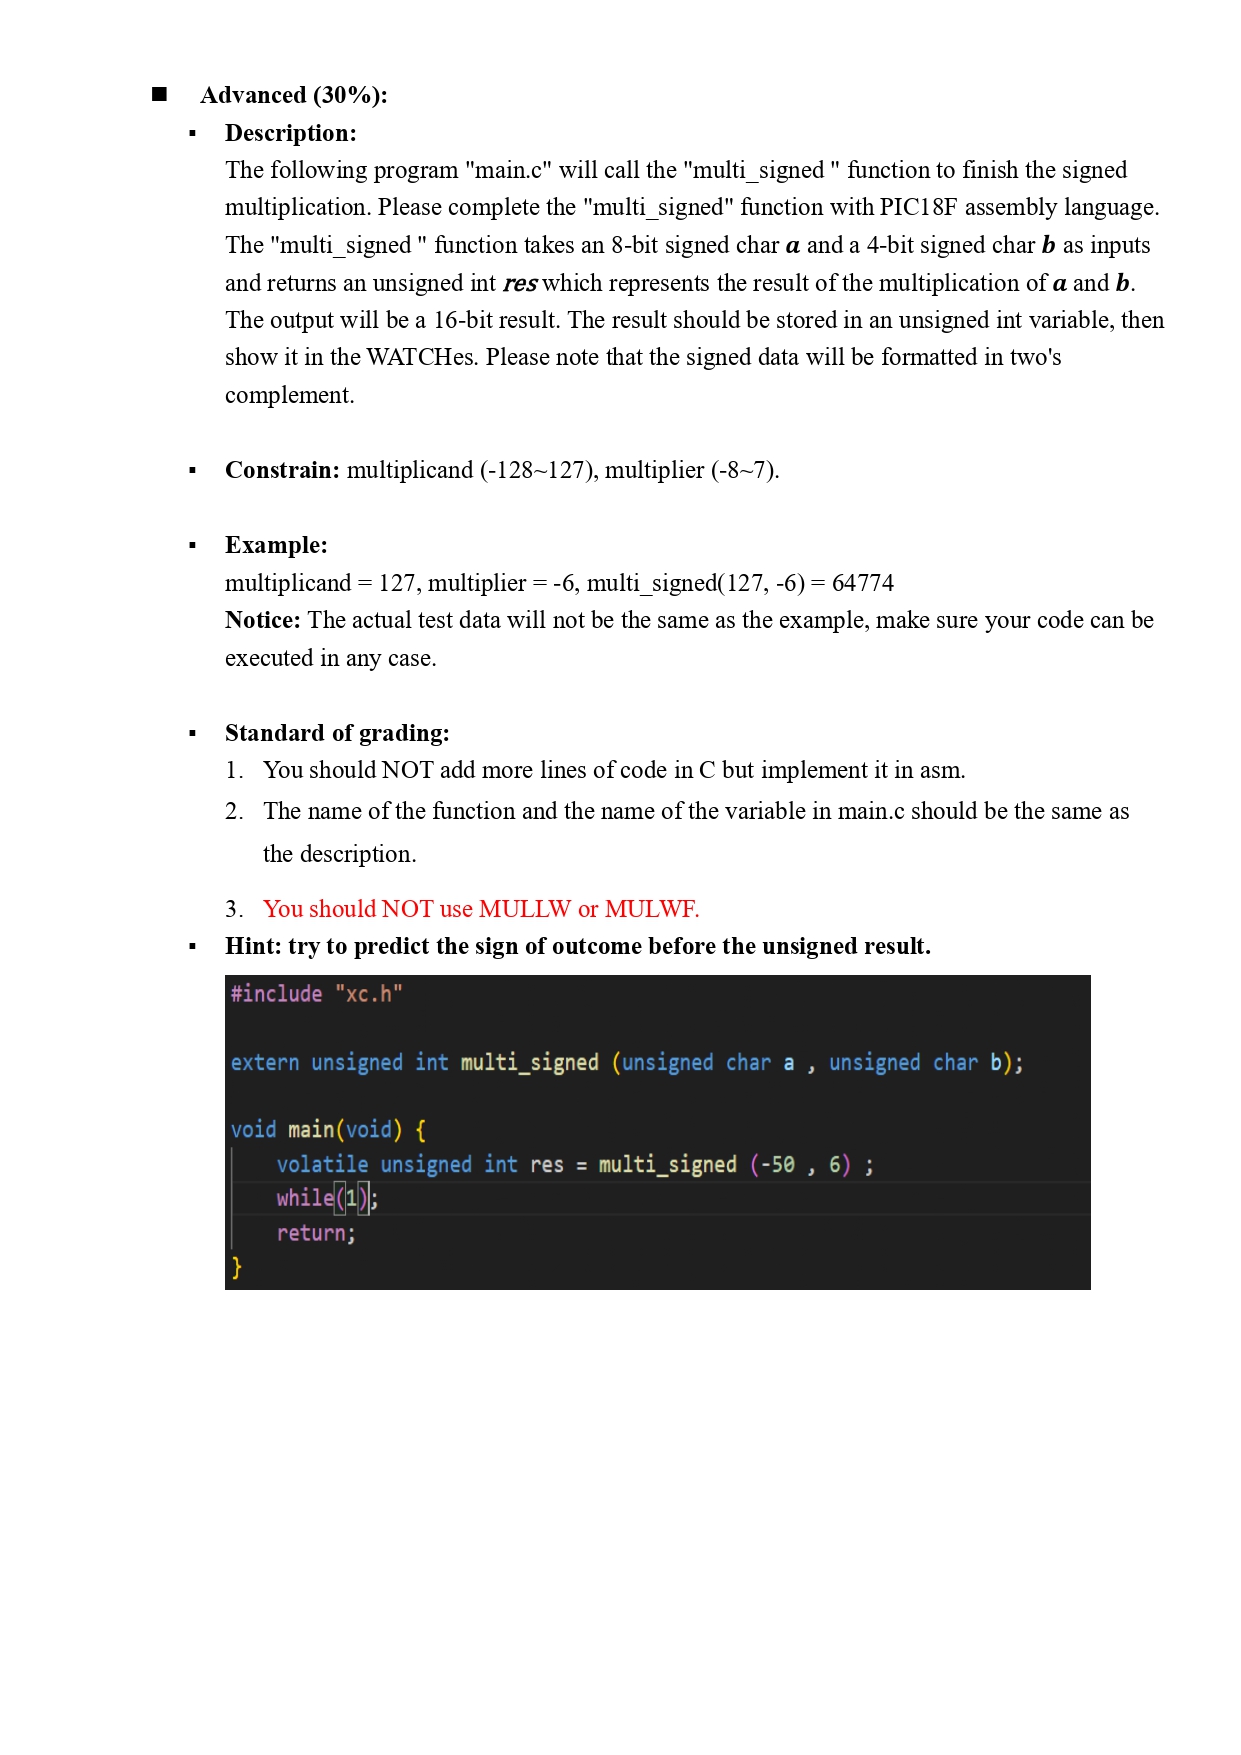 Advanced (30%):
Description:
The following program "main.c" will call the "multi_signed " function to finish the signed
multiplication. Please complete the "multi_signed" function with PIC18F assembly language.
The "multi_signed " function takes an 8-bit signed char a and a 4-bit signed char b as inputs
and returns an unsigned int res which represents the result of the multiplication of a and b.
The output will be a 16-bit result. The result should be stored in an unsigned int variable, then
show it in the WATCHes. Please note that the signed data will be formatted in two's
complement.
Constrain: multiplicand (-128~127), multiplier (-8~7).
Example:
multiplicand = 127, multiplier = -6, multi_signed(127, -6) = 64774
Notice: The actual test data will not be the same as the example, make sure your code can be
executed in any case.
Standard of grading:
1. You should NOT add more lines of code in C but implement it in asm.
2. The name of the function and the name of the variable in main.c should be the same as
the description.
3. You should NOT use MULLW or MULWF.
Hint: try to predict the sign of outcome before the unsigned result.
#include "xc.h"
extern unsigned int multi_signed (unsigned char a , unsigned char b);
void main(void) {
volatile unsigned int res = multi_signed (-50 , 6) ;
while(1);
return;
}